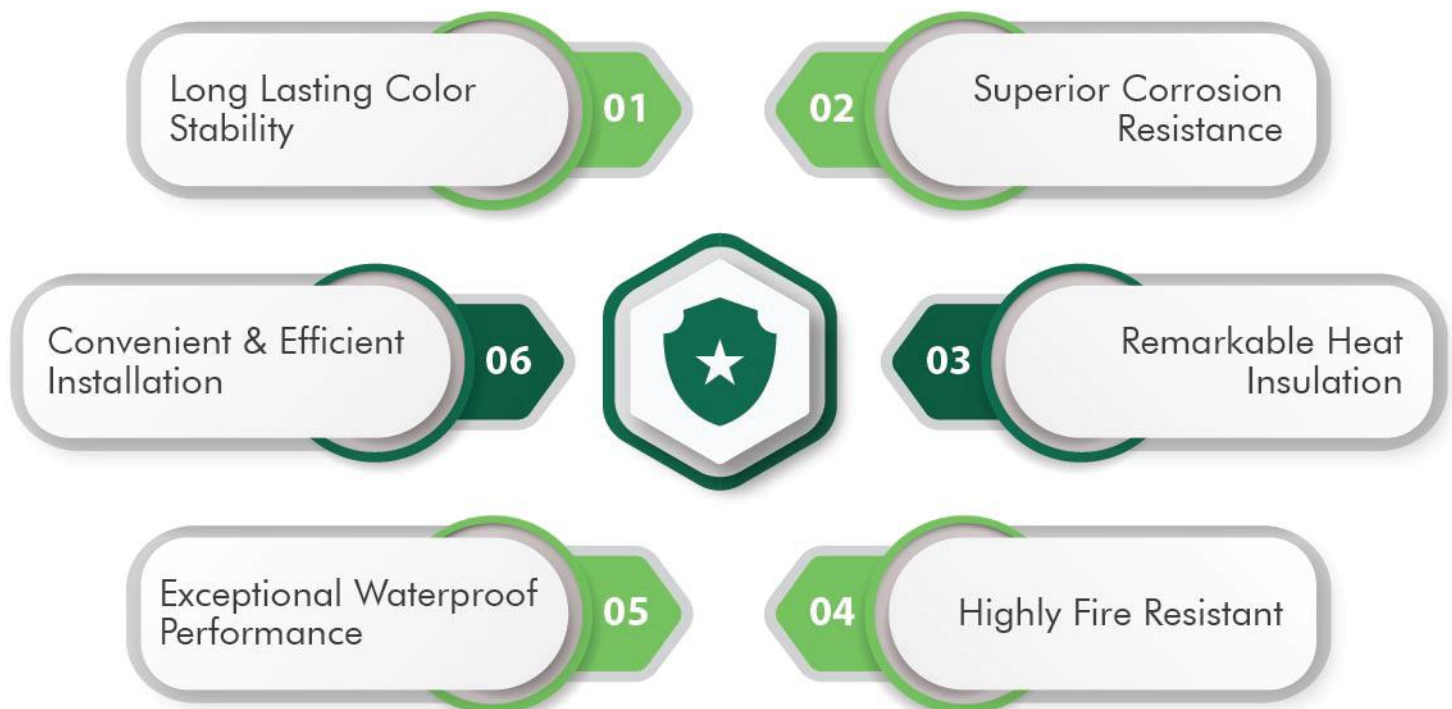 Long Lasting Color
Stability
01
02
Superior Corrosion
Resistance
Convenient & Efficient
Installation
06
03
Remarkable Heat
Insulation
Exceptional Waterproof
Performance
05
04
Highly Fire Resistant